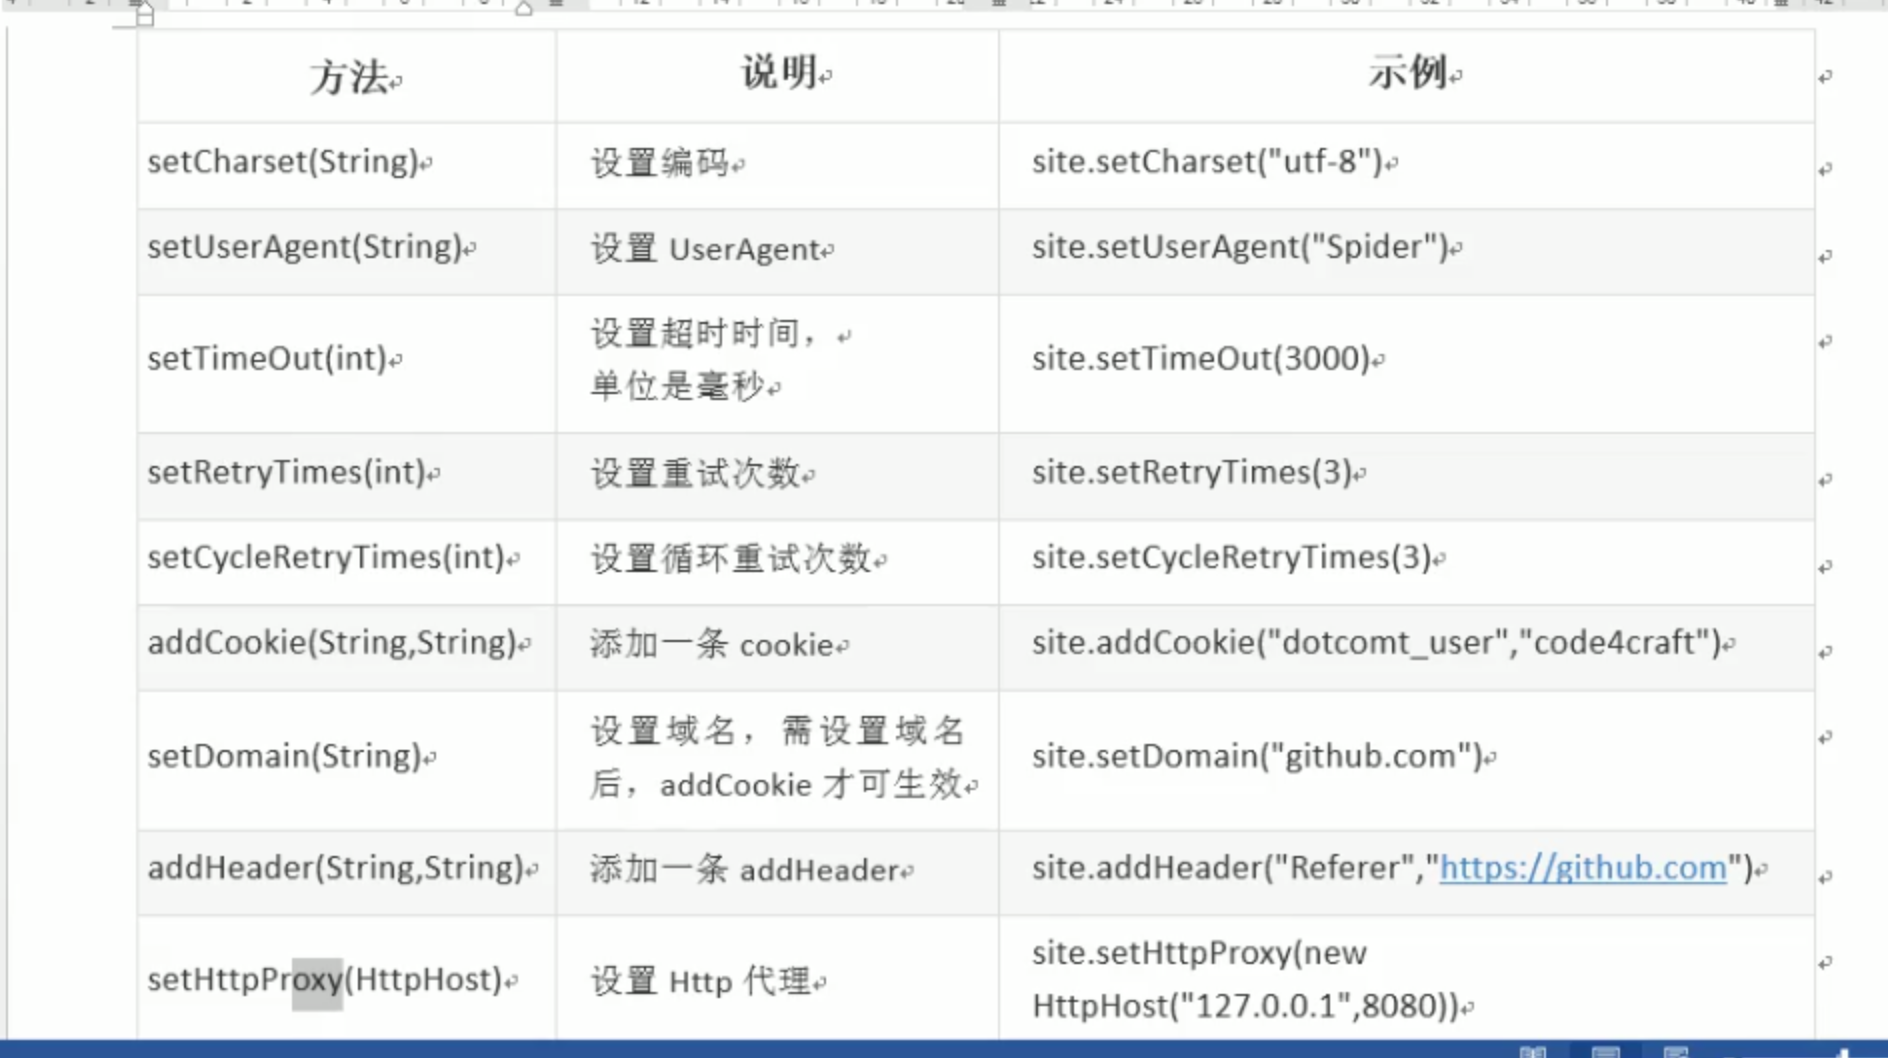 方法
说明
示例
setCharset(String)
设置编码
site.setCharset("utf-8")
setUserAgent(String)
设置 UserAgent
site.setUserAgent("Spider")
setTimeOut(int)
设置超时时间，
单位是毫秒
site.setTimeOut(3000)
setRetryTimes(int)
设置重试次数
site.setRetryTimes(3)
setCycleRetryTimes(int)
设置循环重试次数
site.setCycleRetryTimes(3)
addCookie(String,String)
添加一条 cookie
site.addCookie("dotcomt_user","code4craft")
setDomain(String)
设置域名，需设置域名
后，addCookie 才可生效
site.setDomain("github.com")
addHeader(String,String)
添加一条 addHeader
site.addHeader("Referer","https://github.com")
setHttpProxy(HttpHost)
设置 Http 代理
site.setHttpProxy(new
HttpHost("127.0.0.1",8080))